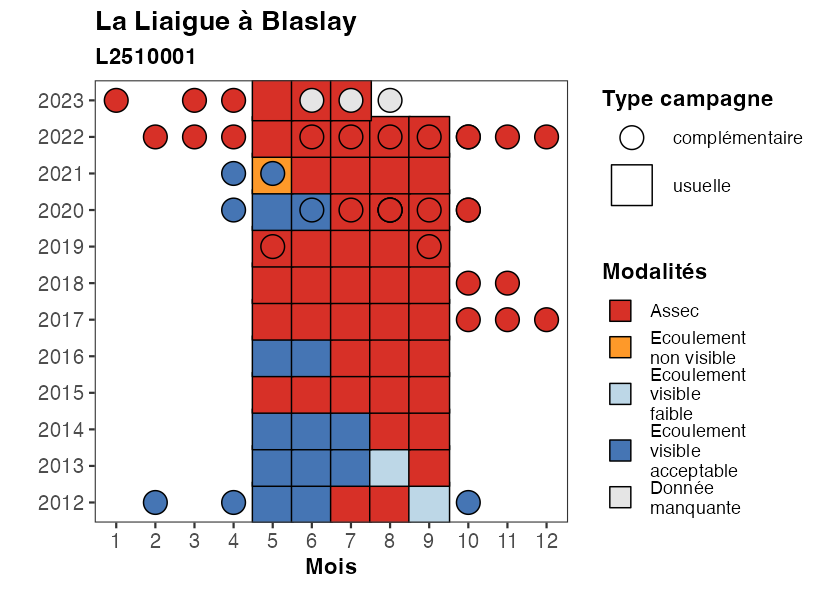 La Liaigue à Blaslay
L2510001
2023
2022
2021
2020
2019
2018
2017
2016
2015
2014
2013
2012
1 2 3 4 5 6 7 8 9 10 11 12
Mois
Type campagne
complémentaire
usuelle
Modalités
Assec
Ecoulement
non visible
Ecoulement
visible
faible
Ecoulement
visible
acceptable
Donnée
manquante